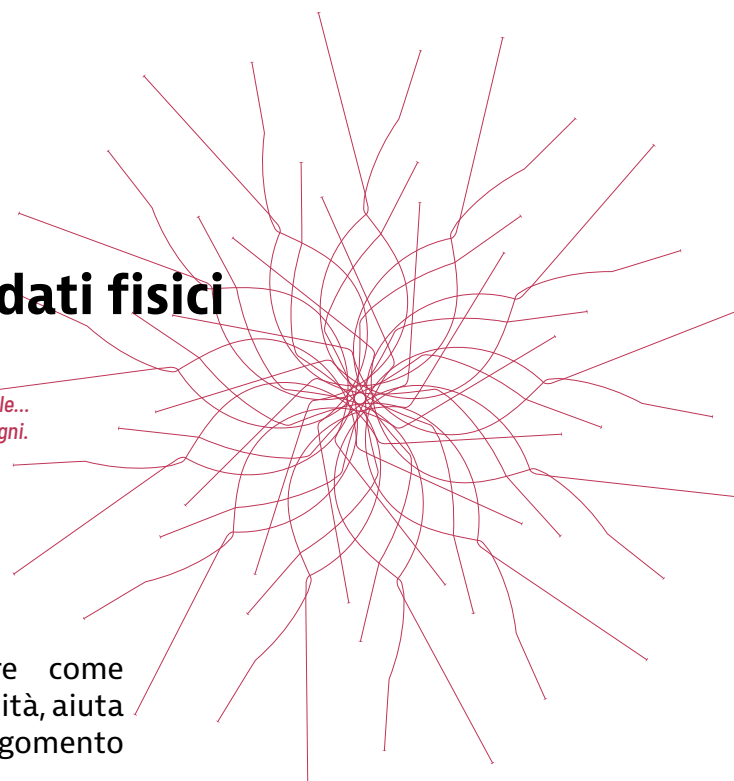 dati fisici
le...
gni.
re come
ità, aiuta
gomento